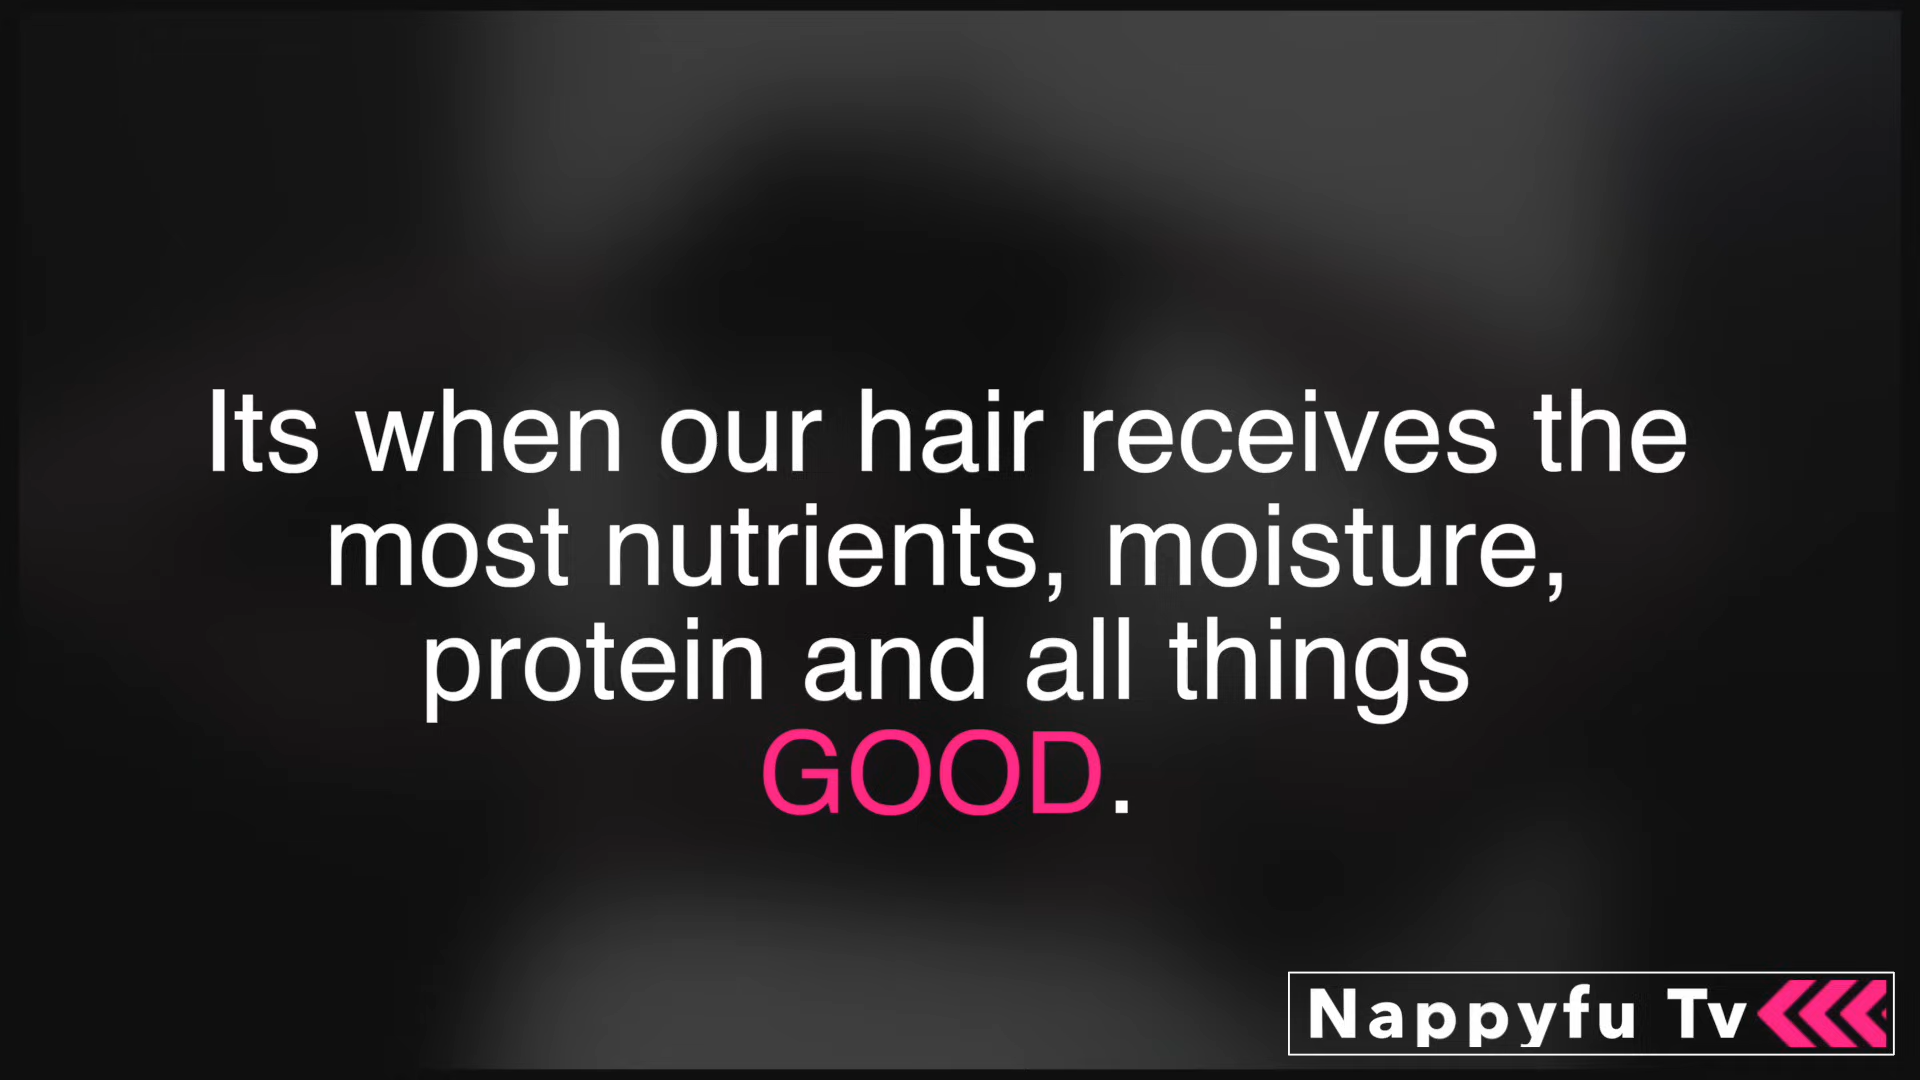 Its when our hair receives the
most nutrients, moisture,
protein and all things
GOOD.
Nappyfu Tv